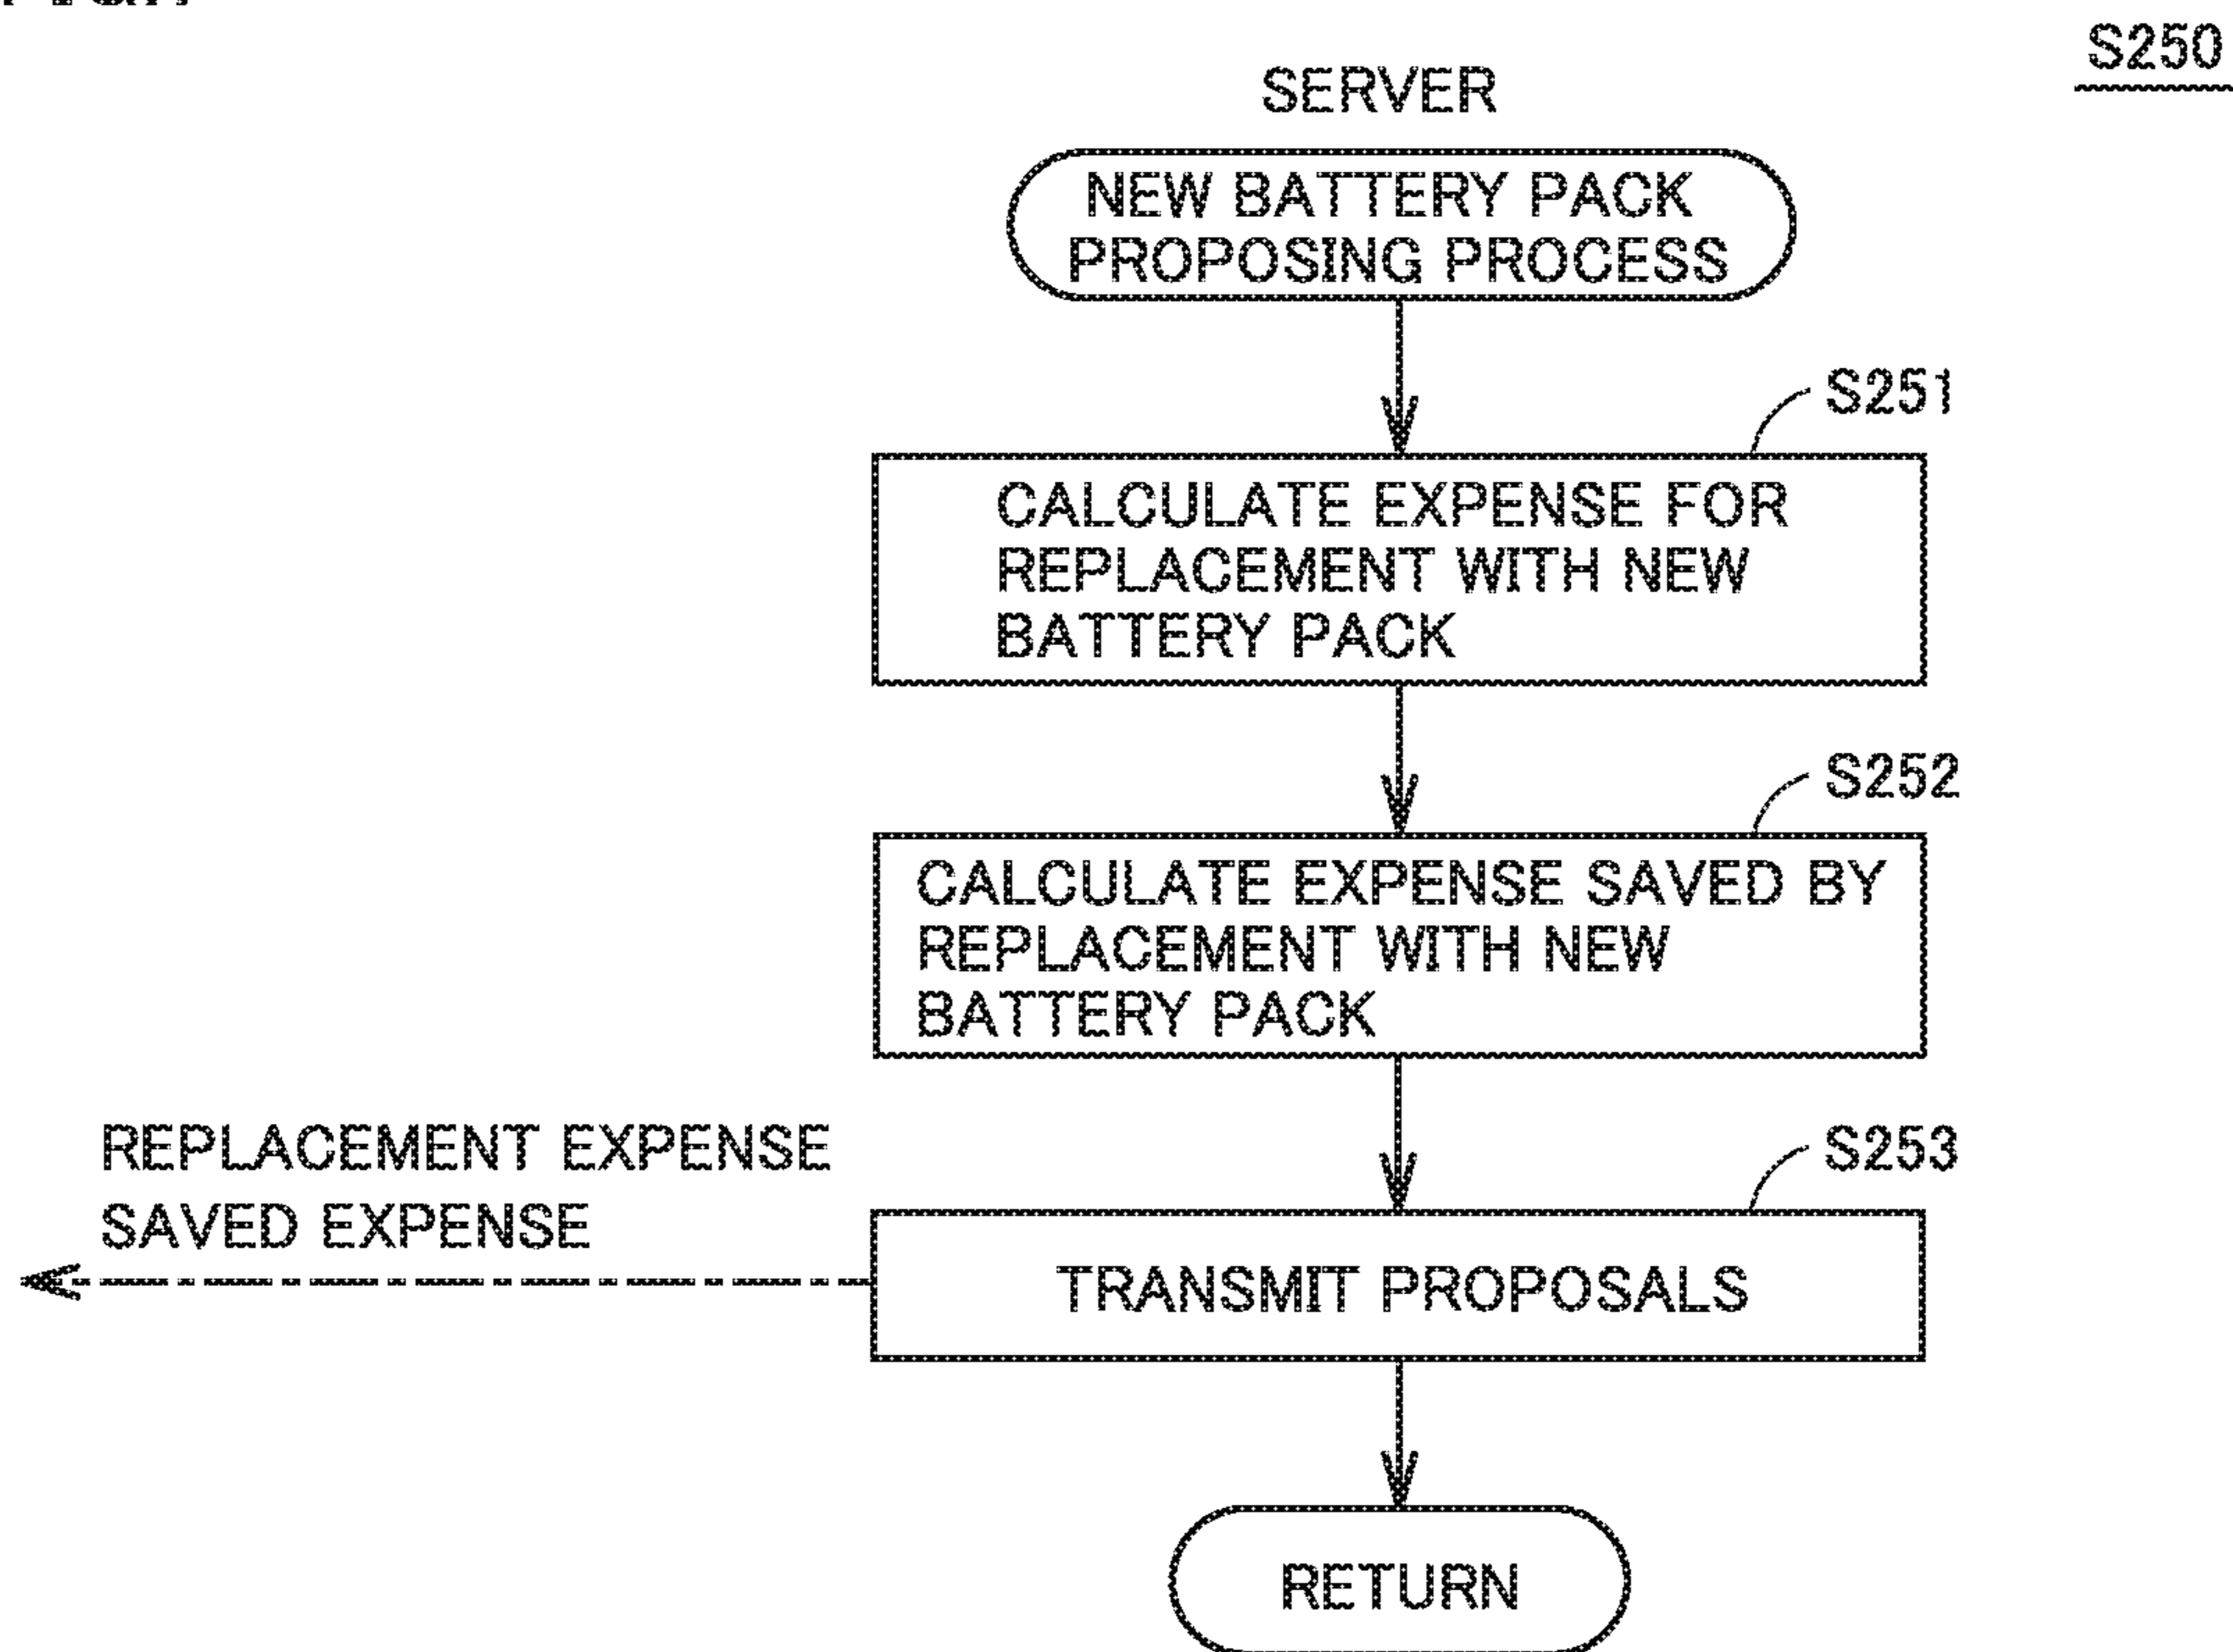 S250
SERVER
NEW BATTERY PACK
PROPOSING PROCESS
S251
CALCULATE EXPENSE FOR
REPLACEMENT WITH NEW
BATTERY PACK
S252
CALCULATE EXPENSE SAVED BY
REPLACEMENT WITH NEW
BATTERY PACK
REPLACEMENT EXPENSE
SAVED EXPENSE
S253
TRANSMIT PROPOSALS
RETURN